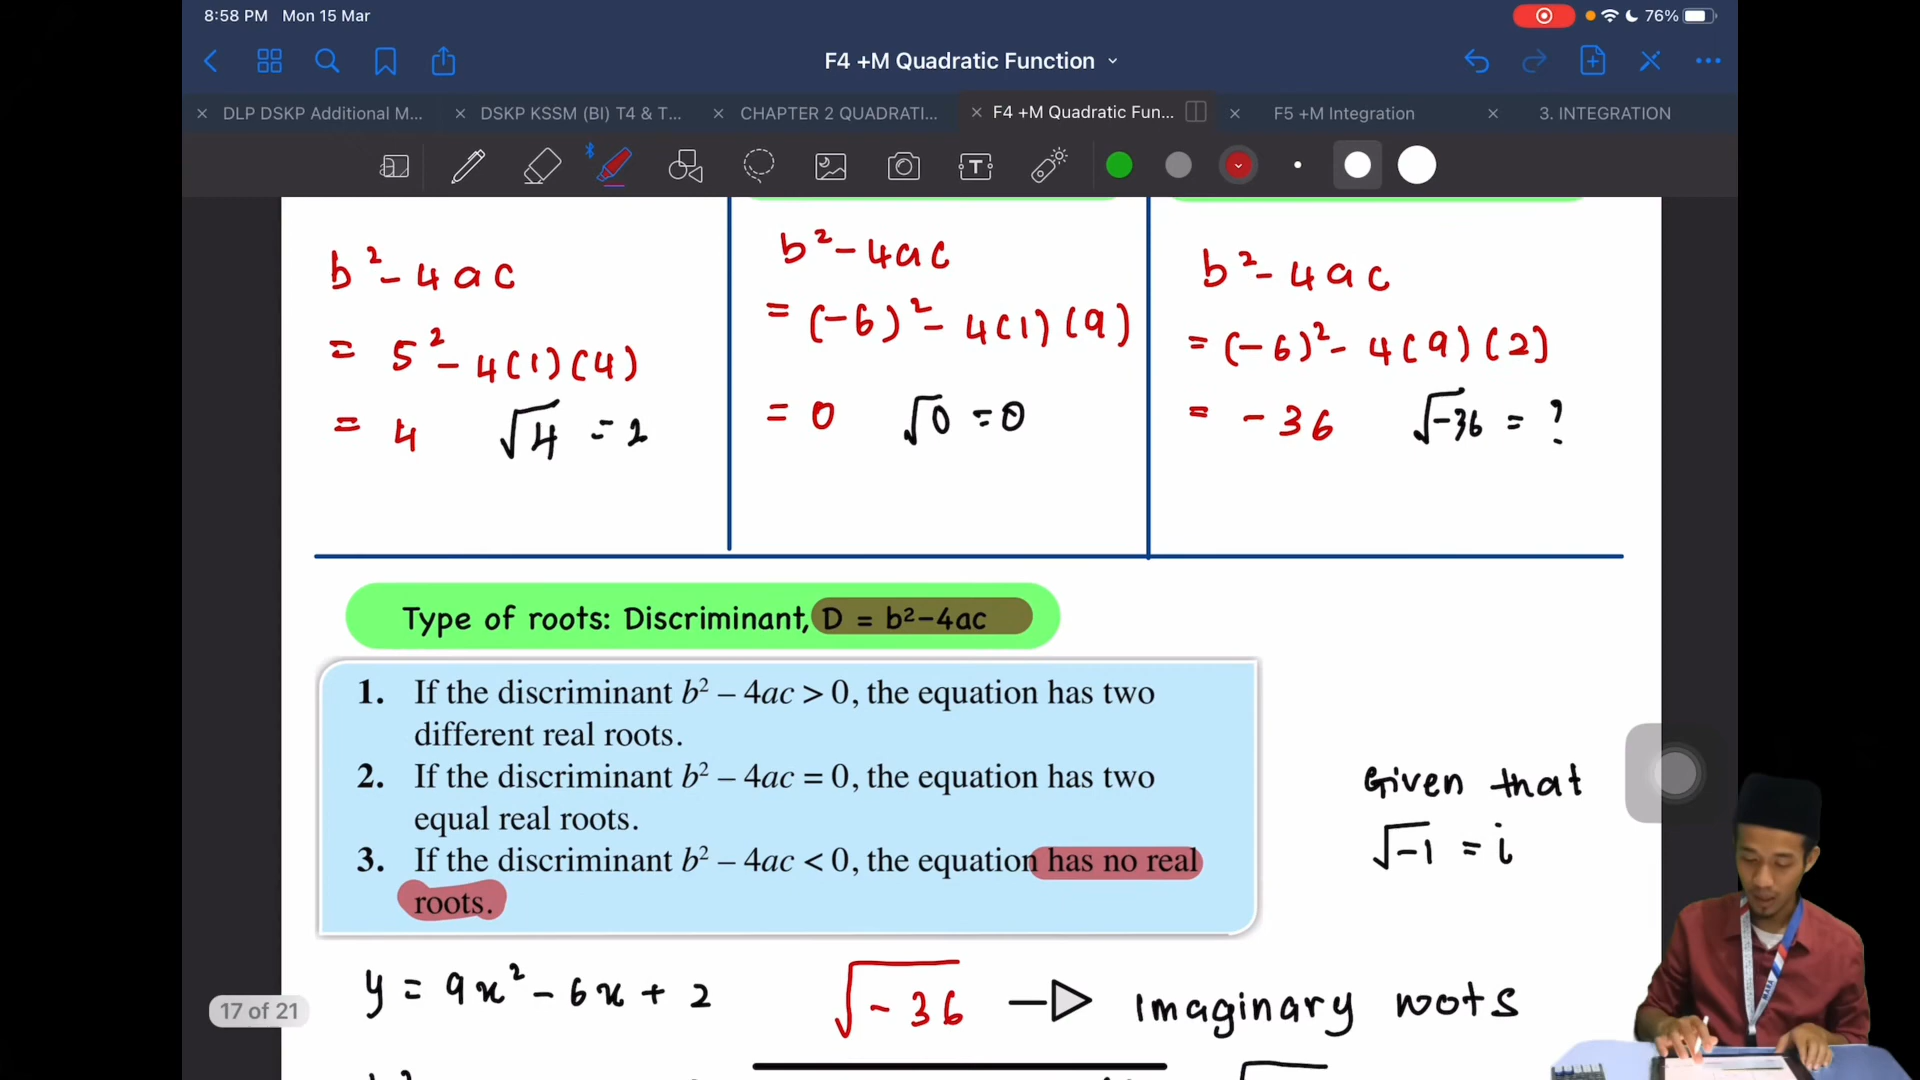 8:58 PM Mon 15 Mar
76%
F4 +M Quadratic Function
DLP DSKP Additional M...
DSKP KSSM (BI) T4 & T...
CHAPTER 2 QUADRATI...
F4 +M Quadratic Fun...
F5 +M Integration
3. INTEGRATION
b² - 4ac
= 5² - 4(1)(4)
= 4 √4 = 2
b² - 4ac
= (-6)² - 4(1)(9)
= 0 √0 = 0
b² - 4ac
= (-6)² - 4(9)(2)
= -36 √-36 = ?
Type of roots: Discriminant, D = b²-4ac
1. If the discriminant b² – 4ac > 0, the equation has two
different real roots.
2. If the discriminant b² – 4ac = 0, the equation has two
equal real roots.
3. If the discriminant b² – 4ac < 0, the equation has no real
roots.
Given that
√-1 = i
y = 9x² - 6x + 2
√-36 → Imaginary roots
17 of 21